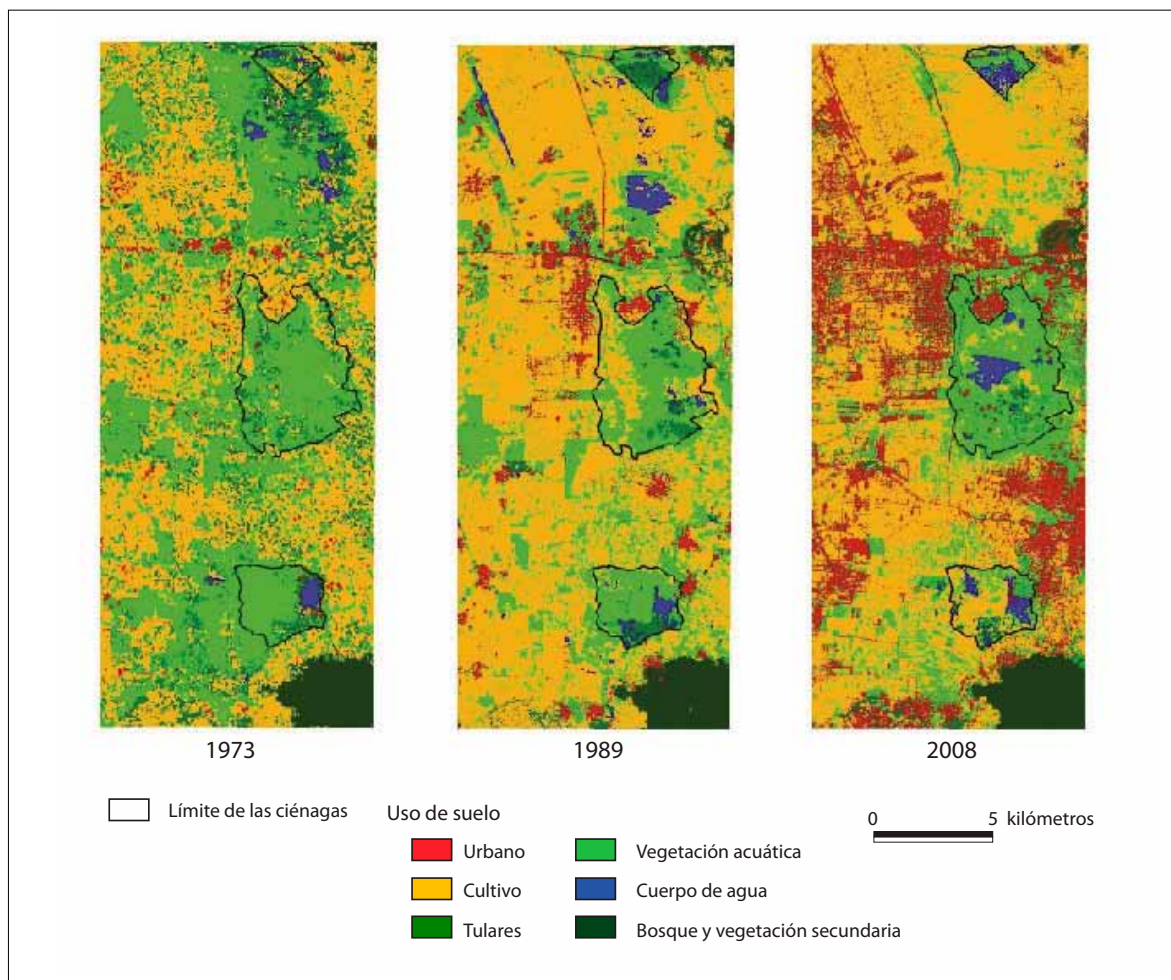 1973
1989
2008
Límite de las ciénagas
Uso de suelo
0 5 kilómetros
Urbano
Vegetación acuática
Cultivo
Cuerpo de agua
Tulares
Bosque y vegetación secundaria